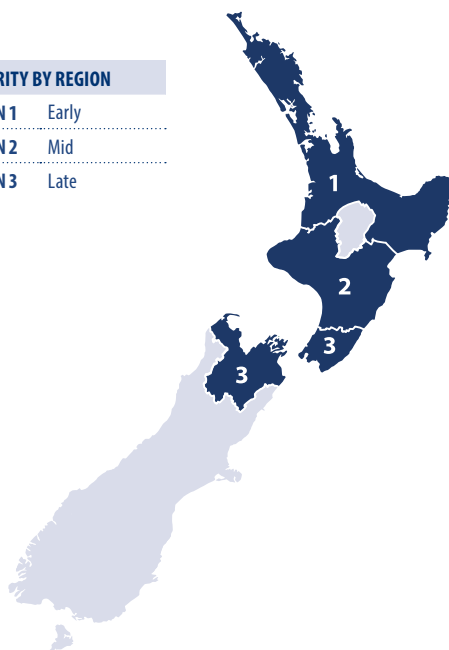 RITY BY REGION
N 1 Early
N 2 Mid
N 3 Late
1
2
3
3